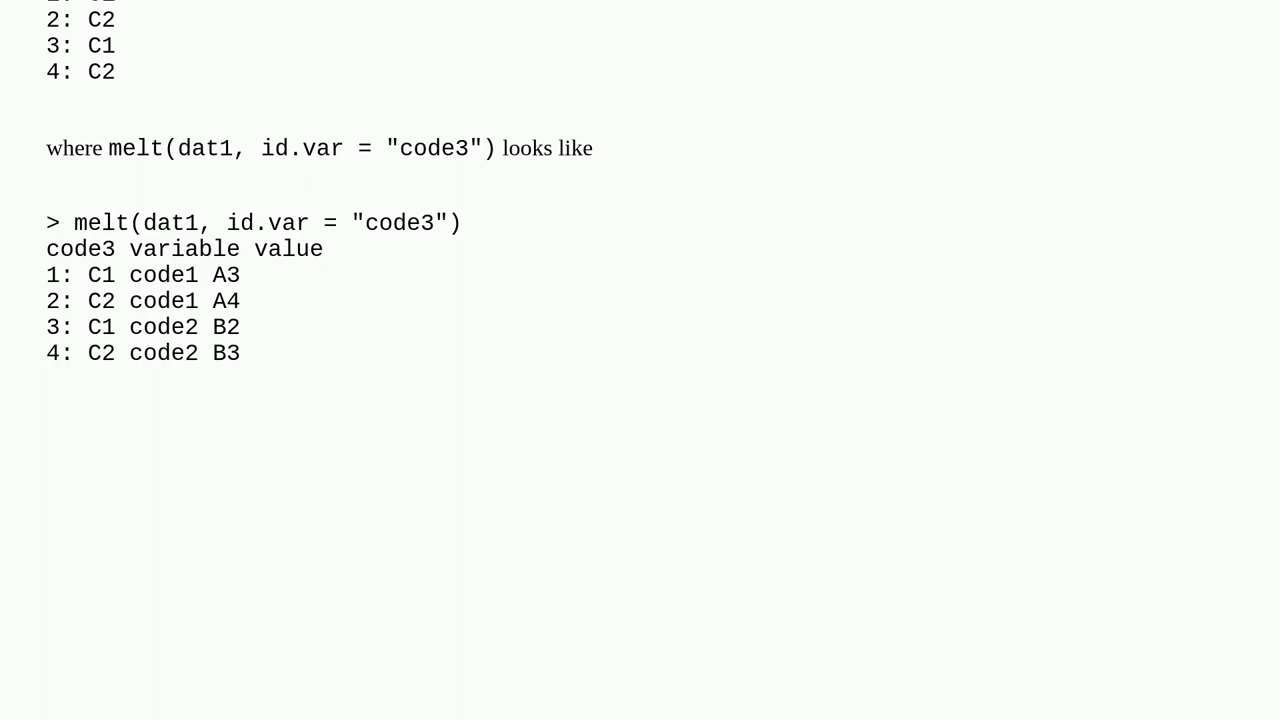 2: C2
3: C1
4: C2
where melt(dat1, id.var = "code3") looks like
> melt(dat1, id.var = "code3")
code3 variable value
1: C1 code1 A3
2: C2 code1 A4
3: C1 code2 B2
4: C2 code2 B3